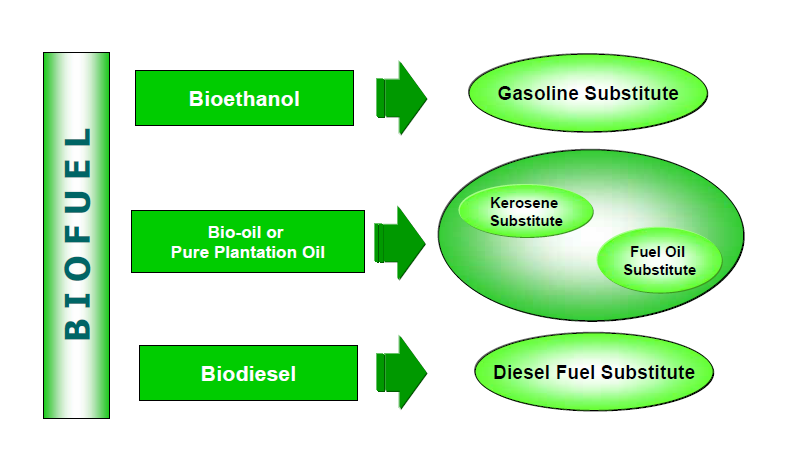 BIOFUEL
Bioethanol
Gasoline Substitute
Bio-oil or
Pure Plantation Oil
Kerosene
Substitute
Fuel Oil
Substitute
Biodiesel
Diesel Fuel Substitute